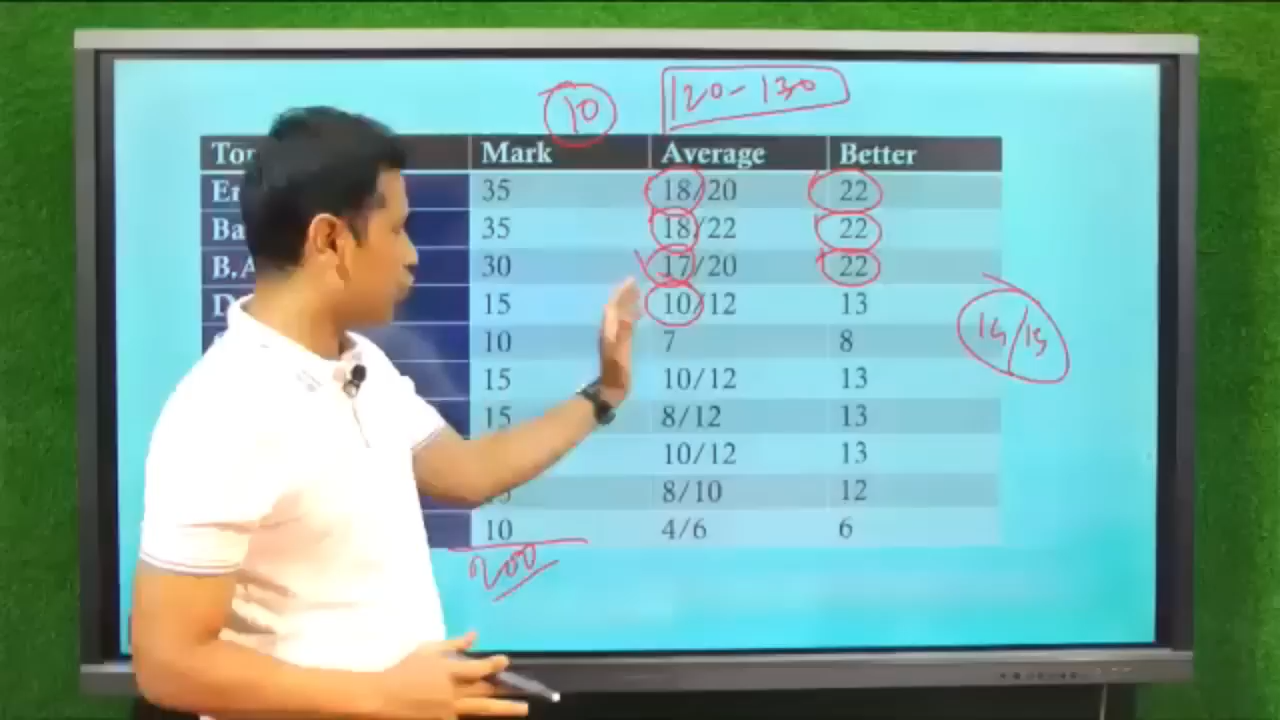 10 120-130
Mark Average Better
35 18/20 22
35 18/22 22
B.A 30 17/20 22
15 10/12 13
10 7 8
15/15
15 10/12 13
15 8/12 13
10/12 13
8/10 12
10 4/6 6
200